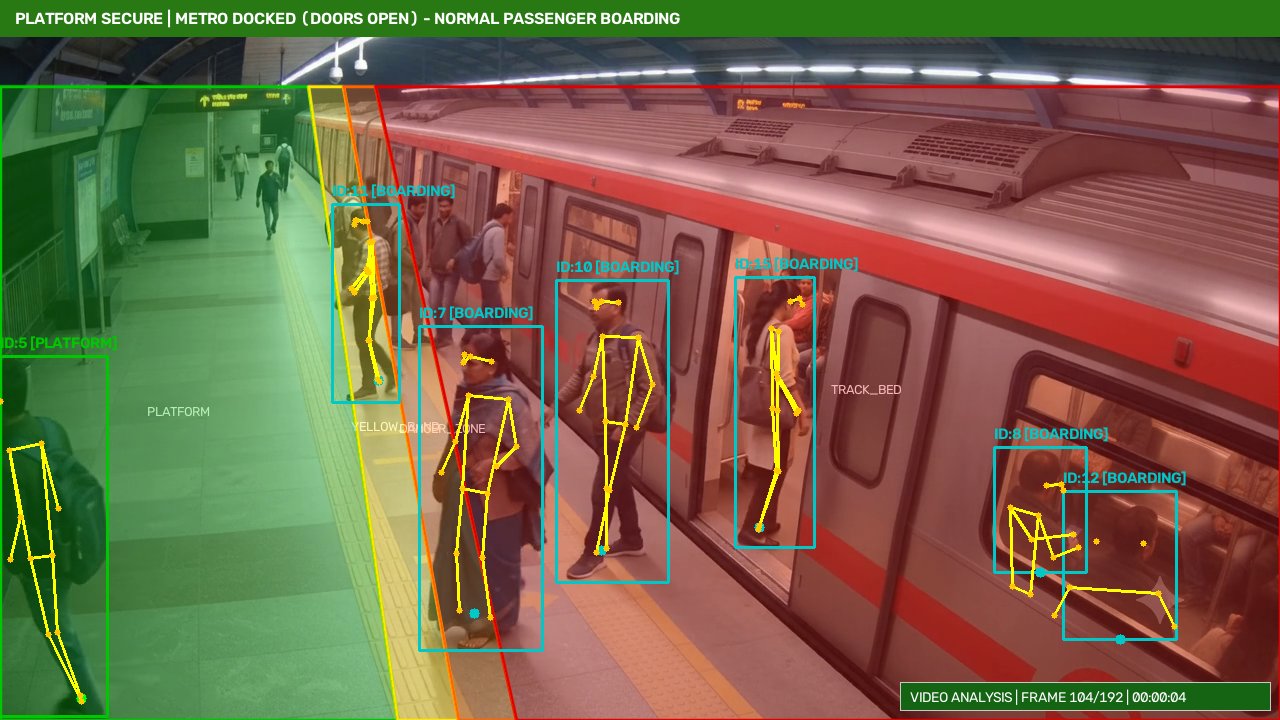 PLATFORM SECURE | METRO DOCKED (DOORS OPEN) - NORMAL PASSENGER BOARDING
ID:11 [BOARDING]
ID:10 [BOARDING]
ID:15 [BOARDING]
ID:7 [BOARDING]
ID:5 [PLATFORM]
TRACK_BED
PLATFORM
YELLOW_
DANGER_ZONE
ID:8 [BOARDING]
ID:12 [BOARDING]
VIDEO ANALYSIS | FRAME 104/192 | 00:00:04